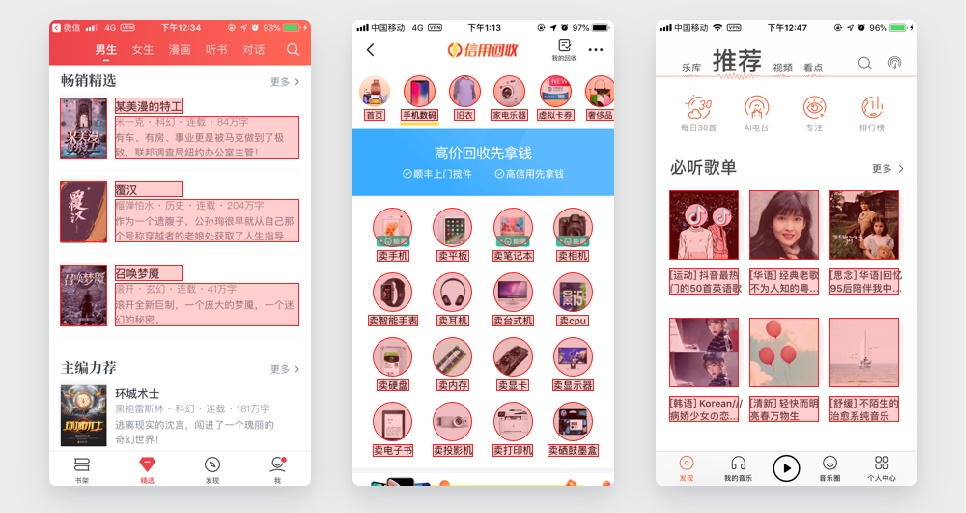 微信 4G VPN 下午12:34 93%
男生 女生 漫画 听书 对话
畅销精选 更多
某美漫的特工
米一克·科幻·连载·84万字
有车、有房、事业更是被马克做到了极
致，联邦调查局纽约办公室主管！
覆汉
榴弹怕水·历史·连载·204万字
作为一个遗腹子，公孙珣很早就从自己那
个号称穿越者的老娘处获取了人生指导
召唤梦魇
滚开·玄幻·连载·41万字
滚开全新巨制，一个庞大的梦魇，一个迷
幻的秘密，
主编力荐 更多
环城术士
黑袍雷斯林·科幻·连载·181万字
逃离现实的沈言，闯进了一个瑰丽的
奇幻世界！
书架 精选 发现 我
中国移动 4G VPN 下午1:13 97%
信用回收 我的回收
首页 手机数码 旧衣 家电乐器 虚拟卡券 奢侈品
NEW
高价回收先拿钱
顺丰上门揽件 高信用先拿钱
卖手机 卖平板 卖笔记本 卖相机
卖智能手表 卖耳机 卖台式机 卖cpu
卖硬盘 卖内存 卖显卡 卖显示器
卖电子书 卖投影机 卖打印机 卖硒鼓墨盒
中国移动 VPN 下午12:47 96%
乐库 推荐 视频 看点
30
每日30首 AI电台 专注 排行榜
必听歌单 更多
[运动] 抖音最热
门的50首英语歌
[华语] 经典老歌
不为人知的粤...
[思念] 华语|回忆
95后陪伴我中...
[韩语] Korean///
病娇少女の恋...
[清新] 轻快而明
亮春万物生
[舒缓] 不陌生的
治愈系纯音乐
发现 我的音乐 音乐圈 个人中心